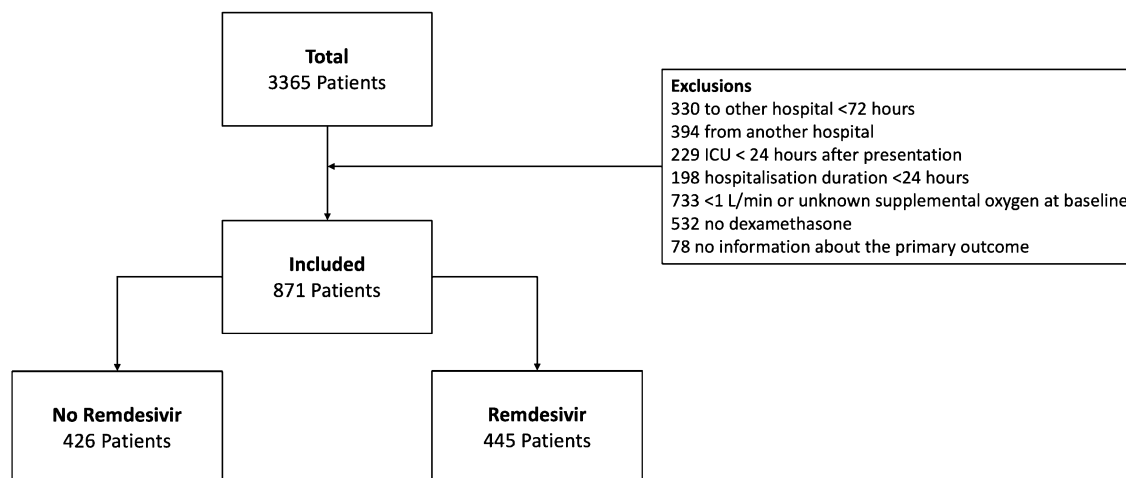 Total
3365 Patients
Exclusions
330 to other hospital <72 hours
394 from another hospital
229 ICU < 24 hours after presentation
198 hospitalisation duration <24 hours
733 <1 L/min or unknown supplemental oxygen at baseline
532 no dexamethasone
78 no information about the primary outcome
Included
871 Patients
No Remdesivir
426 Patients
Remdesivir
445 Patients